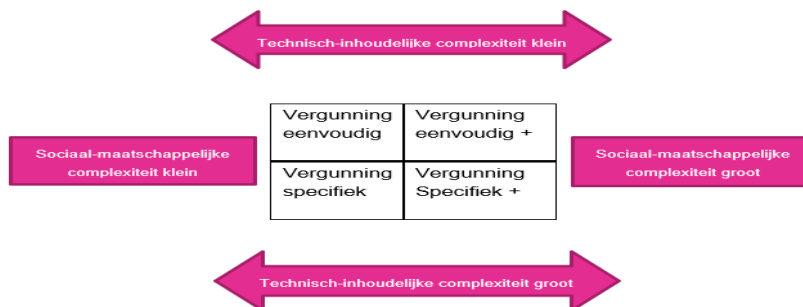 Technisch-inhoudelijke complexiteit klein
Vergunning
eenvoudig
Vergunning
eenvoudig +
Sociaal-maatschappelijke
complexiteit klein
Sociaal-maatschappelijke
complexiteit groot
Vergunning
specifiek
Vergunning
Specifiek +
Technisch-inhoudelijke complexiteit groot